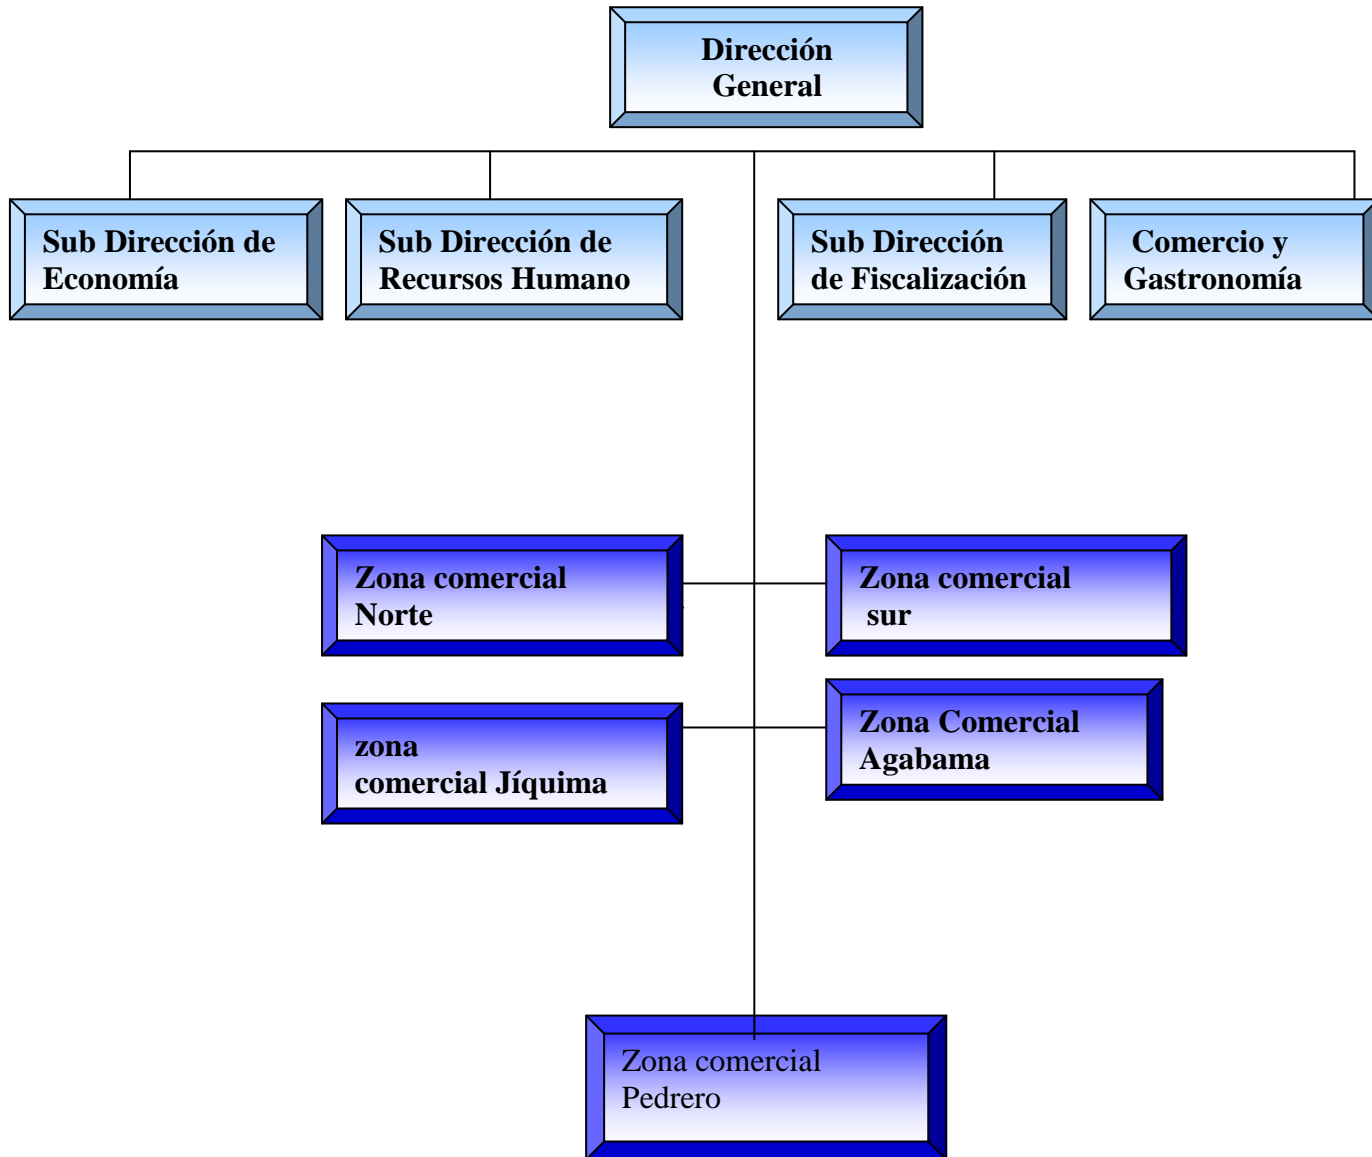 Dirección
General
Sub Dirección de
Economía
Sub Dirección de
Recursos Humano
Sub Dirección
de Fiscalización
Comercio y
Gastronomía
Zona comercial
Norte
Zona comercial
sur
zona
comercial Jíquima
Zona Comercial
Agabama
Zona comercial
Pedrero